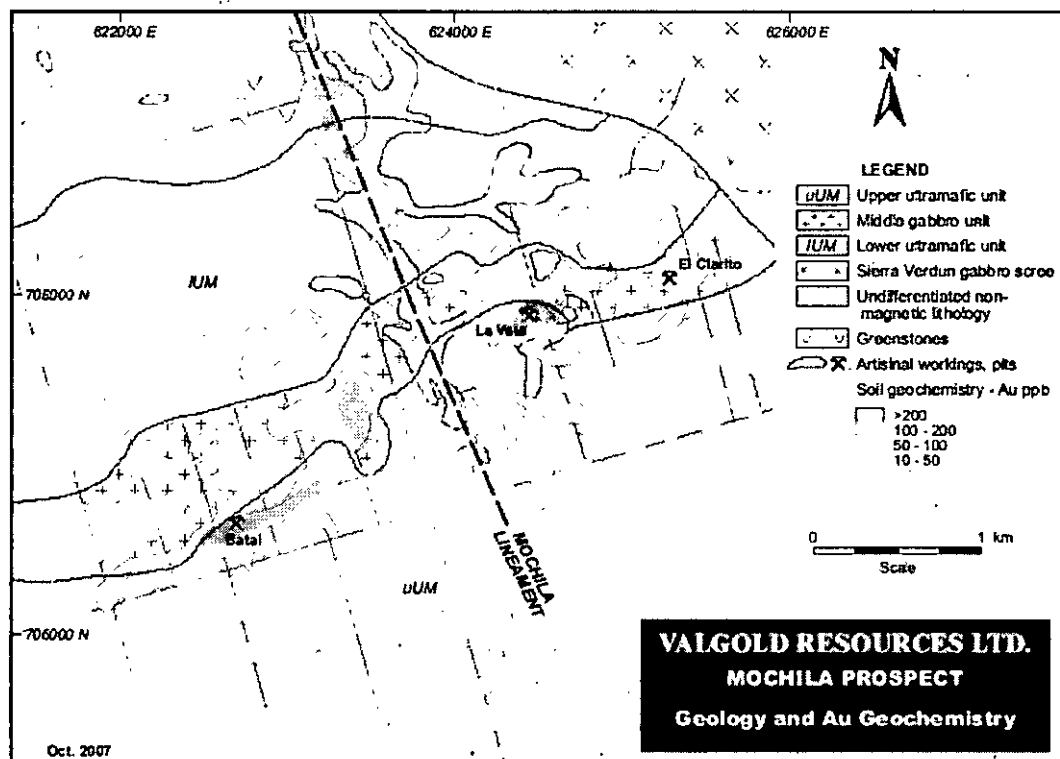 622000 E
624000 E
626000 E
N
LEGEND
uUM Upper ultramafic unit
Middle gabbro unit
lUM Lower ultramafic unit
Sierra Verdun gabbro scree
Undifferentiated non-
magnetic lithology
Greenstones
Artisinal workings, pits
Soil geochemistry - Au ppb
>200
100 - 200
50 - 100
10 - 50
lUM
El Clarito
705000 N
La Vela
Batal
MOCHILA
LINEAMENT
uUM
0 1 km
Scale
706000 N
VALGOLD RESOURCES LTD.
MOCHILA PROSPECT
Geology and Au Geochemistry
Oct. 2007